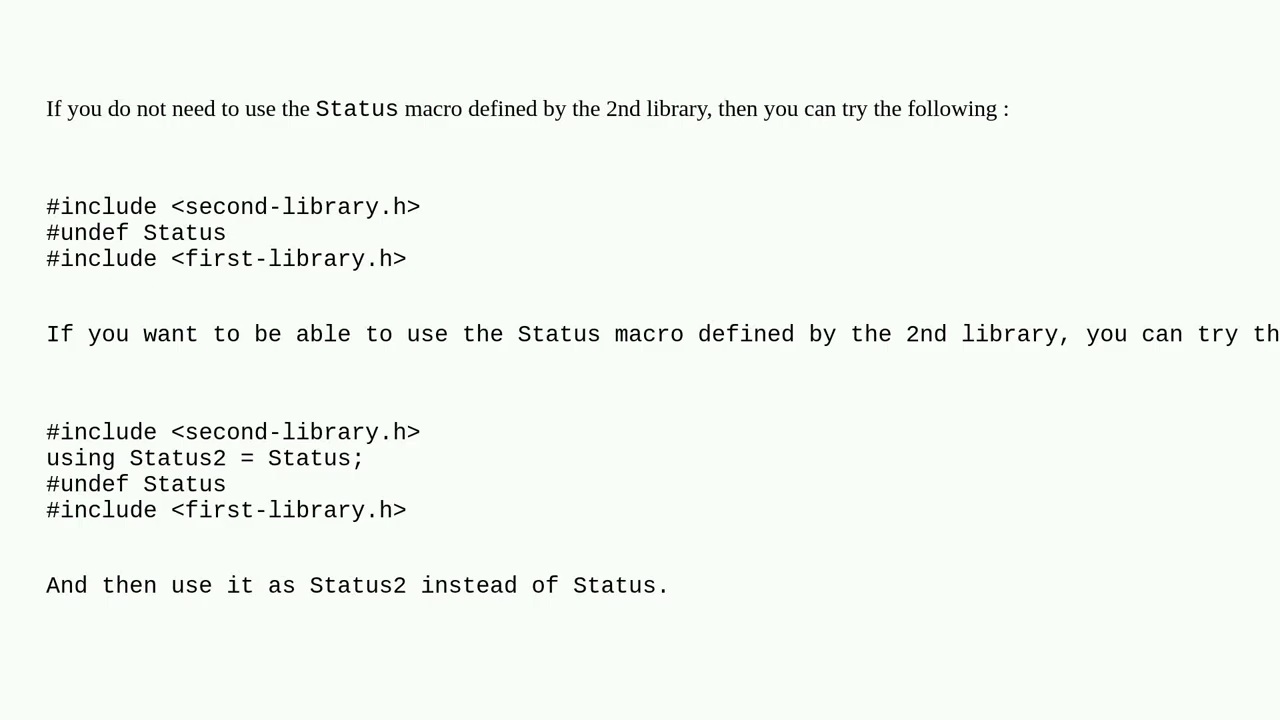 If you do not need to use the Status macro defined by the 2nd library, then you can try the following :
#include <second-library.h>
#undef Status
#include <first-library.h>
If you want to be able to use the Status macro defined by the 2nd library, you can try th
#include <second-library.h>
using Status2 = Status;
#undef Status
#include <first-library.h>
And then use it as Status2 instead of Status.